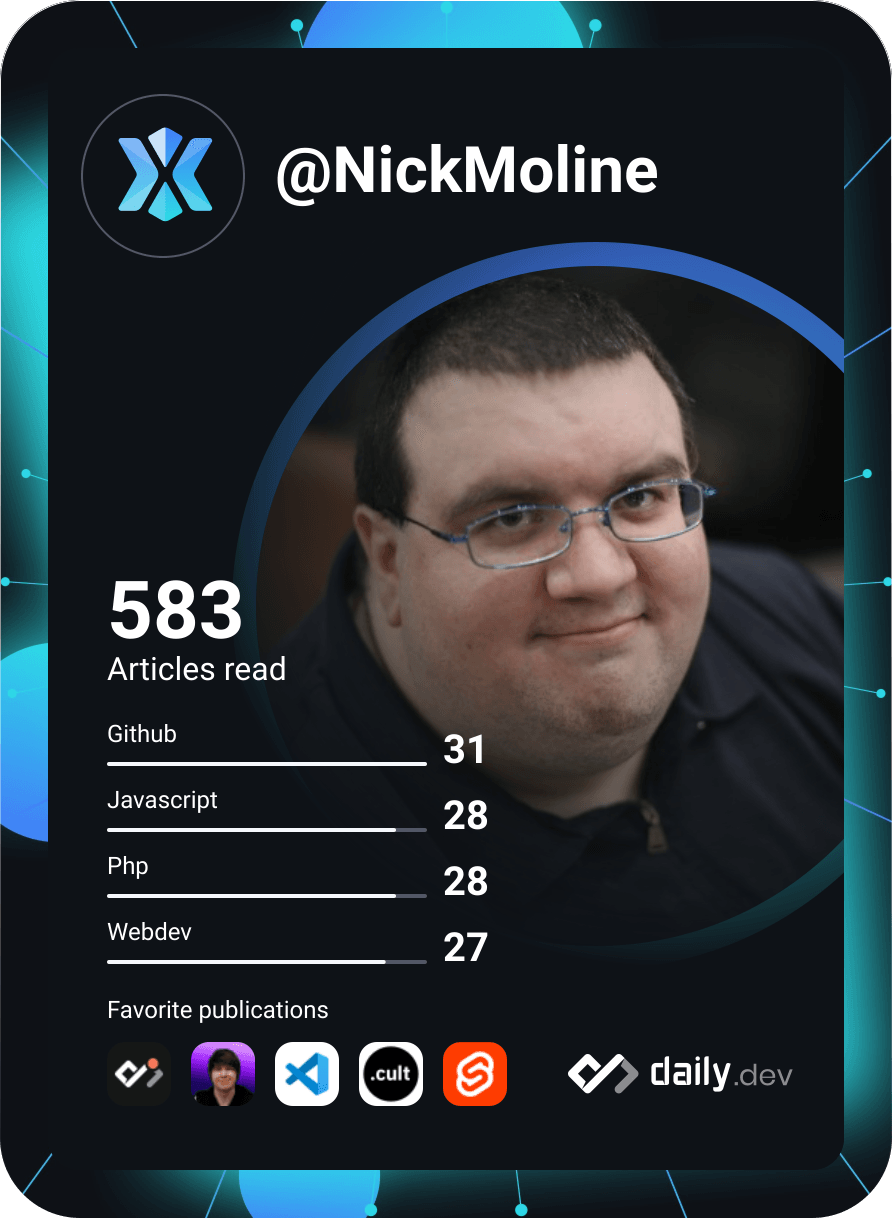 @NickMoline
583
Articles read
Github
31
Javascript
28
Php
28
Webdev
27
Favorite publications
.cult
daily.dev